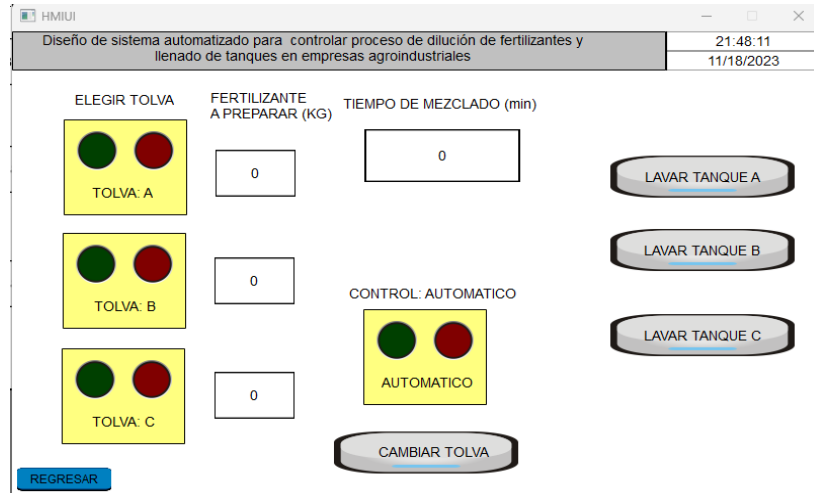 HMIUI
Diseño de sistema automatizado para controlar proceso de dilución de fertilizantes y
llenado de tanques en empresas agroindustriales
21:48:11
11/18/2023
ELEGIR TOLVA
FERTILIZANTE
A PREPARAR (KG)
TIEMPO DE MEZCLADO (min)
TOLVA: A
0
0
LAVAR TANQUE A
TOLVA: B
0
LAVAR TANQUE B
CONTROL: AUTOMATICO
AUTOMATICO
LAVAR TANQUE C
TOLVA: C
0
CAMBIAR TOLVA
REGRESAR